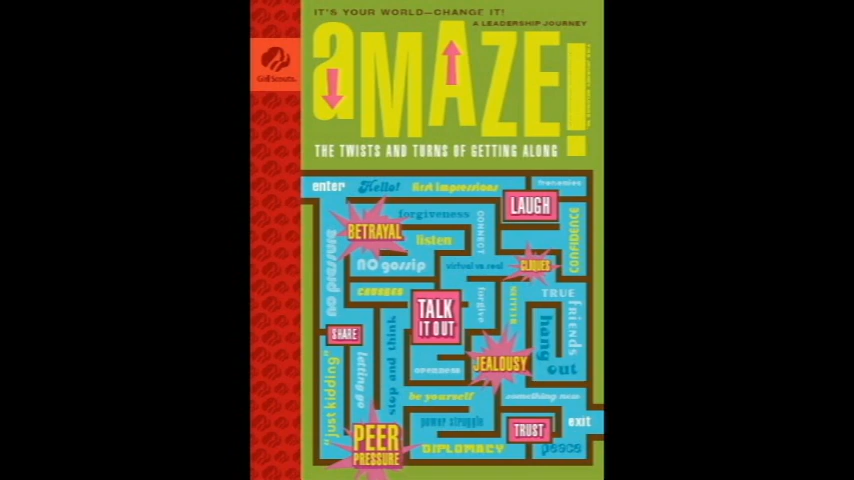 IT'S YOUR WORLD—CHANGE IT!
A LEADERSHIP JOURNEY
aMAZE!
THE TWISTS AND TURNS OF GETTING ALONG
Girl Scouts
enter Hello! first impressions frenemies
LAUGH
forgiveness
CONNECT
CONFIDENCE
BETRAYAL
listen
no pressure
NO gossip
virtual vs real
CLIQUES
causes
forgive
TRUE
friends
TALK
IT OUT
SHARE
stop and think
hang
out
JEALOUSY
"just kidding"
letting go
openness
be yourself
something new
power struggle
TRUST
exit
PEER
PRESSURE
DIPLOMACY
peace